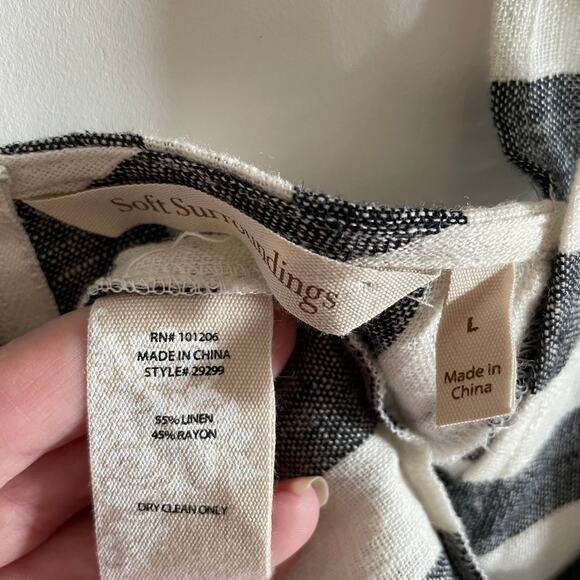 Soft Surroundings
L
Made in
China
RN# 101206
MADE IN CHINA
STYLE# 29299
55% LINEN
45% RAYON
DRY CLEAN ONLY